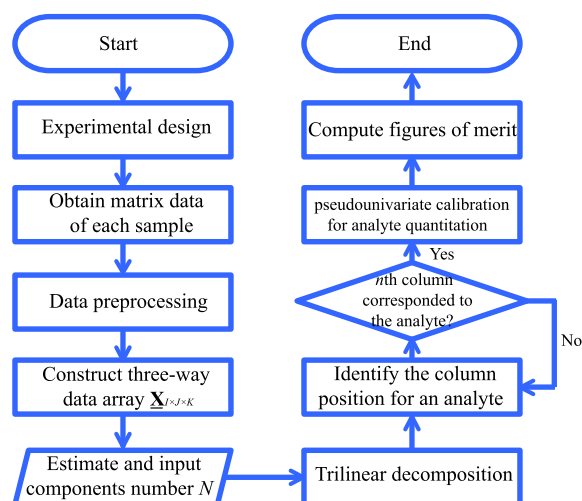 Start
Experimental design
Obtain matrix data
of each sample
Data preprocessing
Construct three-way
data array X I×J×K
Estimate and input
components number N
Trilinear decomposition
Identify the column
position for an analyte
No
nth column
corresponded to
the analyte?
Yes
pseudounivariate calibration
for analyte quantitation
Compute figures of merit
End